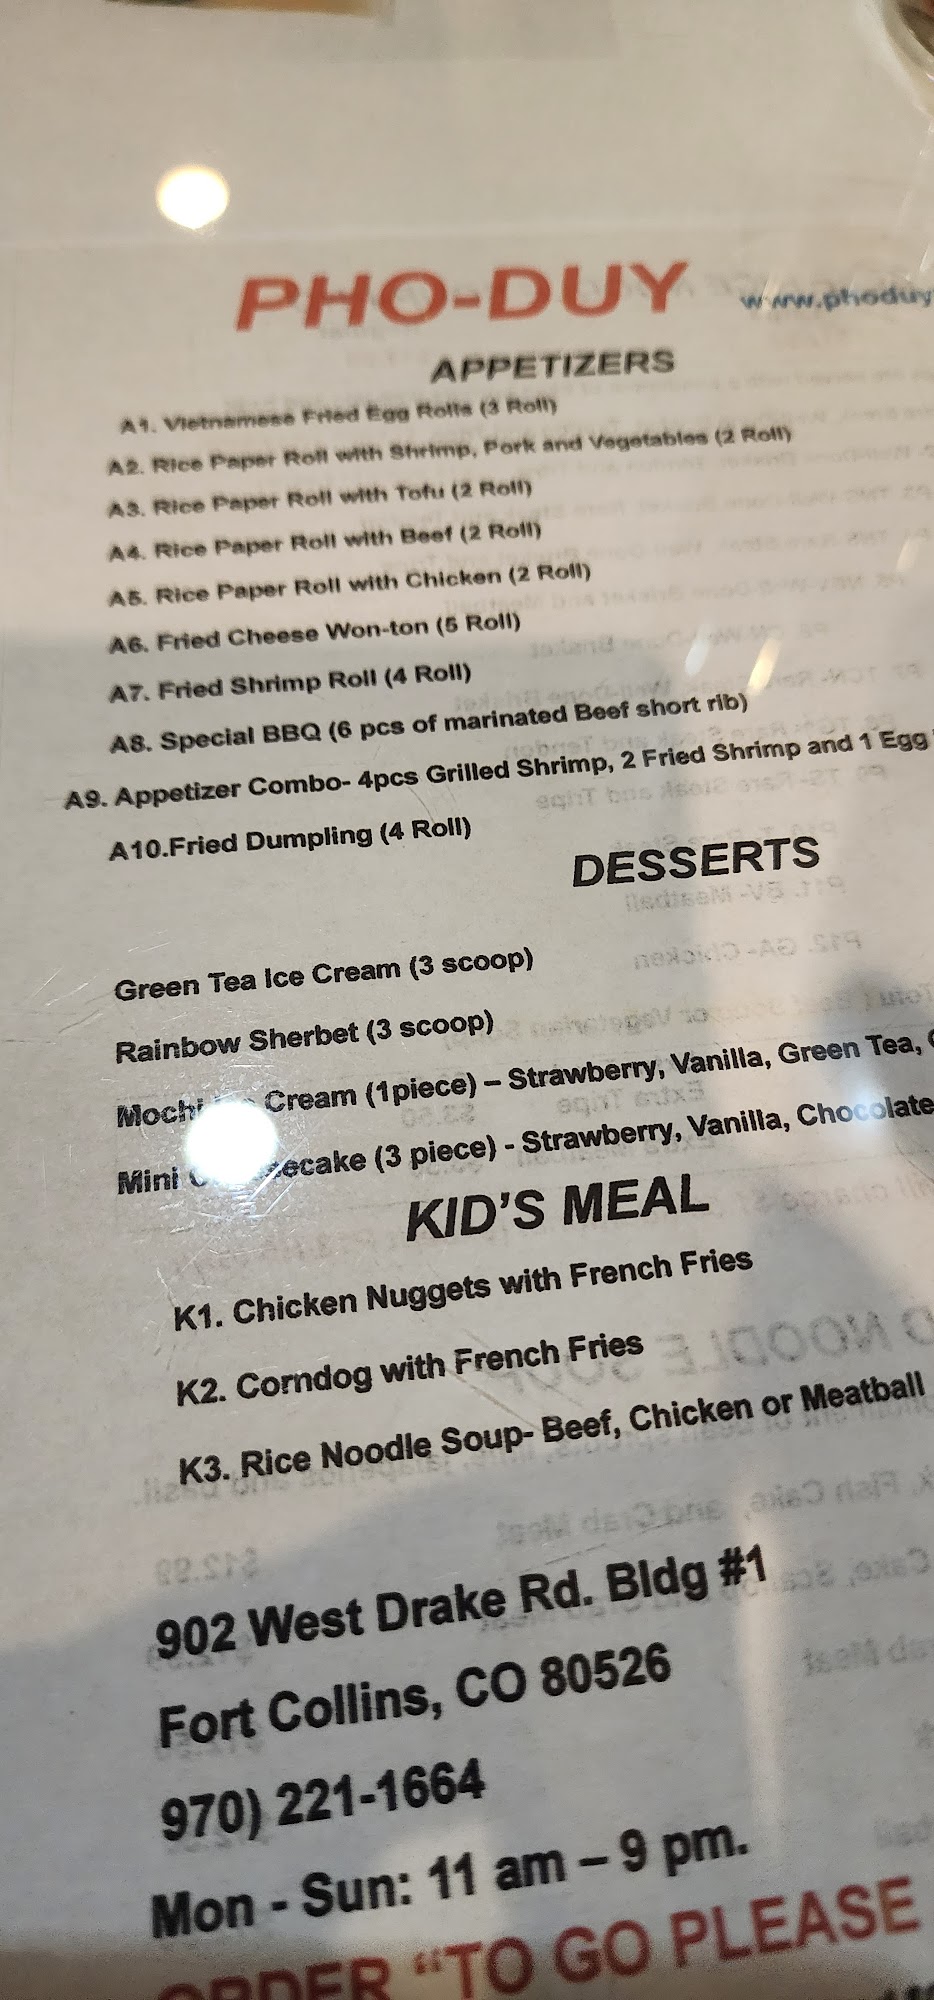 PHO-DUY www.phoduy
APPETIZERS
A1. Vietnamese Fried Egg Rolls (3 Roll)
A2. Rice Paper Roll with Shrimp, Pork and Vegetables (2 Roll)
A3. Rice Paper Roll with Tofu (2 Roll)
A4. Rice Paper Roll with Beef (2 Roll)
A5. Rice Paper Roll with Chicken (2 Roll)
A6. Fried Cheese Won-ton (5 Roll)
A7. Fried Shrimp Roll (4 Roll)
A8. Special BBQ (6 pcs of marinated Beef short rib)
A9. Appetizer Combo- 4pcs Grilled Shrimp, 2 Fried Shrimp and 1 Egg
A10.Fried Dumpling (4 Roll)
DESSERTS
Green Tea Ice Cream (3 scoop)
Rainbow Sherbet (3 scoop)
Mochi Cream (1piece) – Strawberry, Vanilla, Green Tea,
Mini (3 piece) - Strawberry, Vanilla, Chocolate
KID'S MEAL
K1. Chicken Nuggets with French Fries
K2. Corndog with French Fries
K3. Rice Noodle Soup- Beef, Chicken or Meatball
902 West Drake Rd. Bldg #1
Fort Collins, CO 80526
970) 221-1664
Mon - Sun: 11 am – 9 pm.
ORDER “TO GO PLEASE